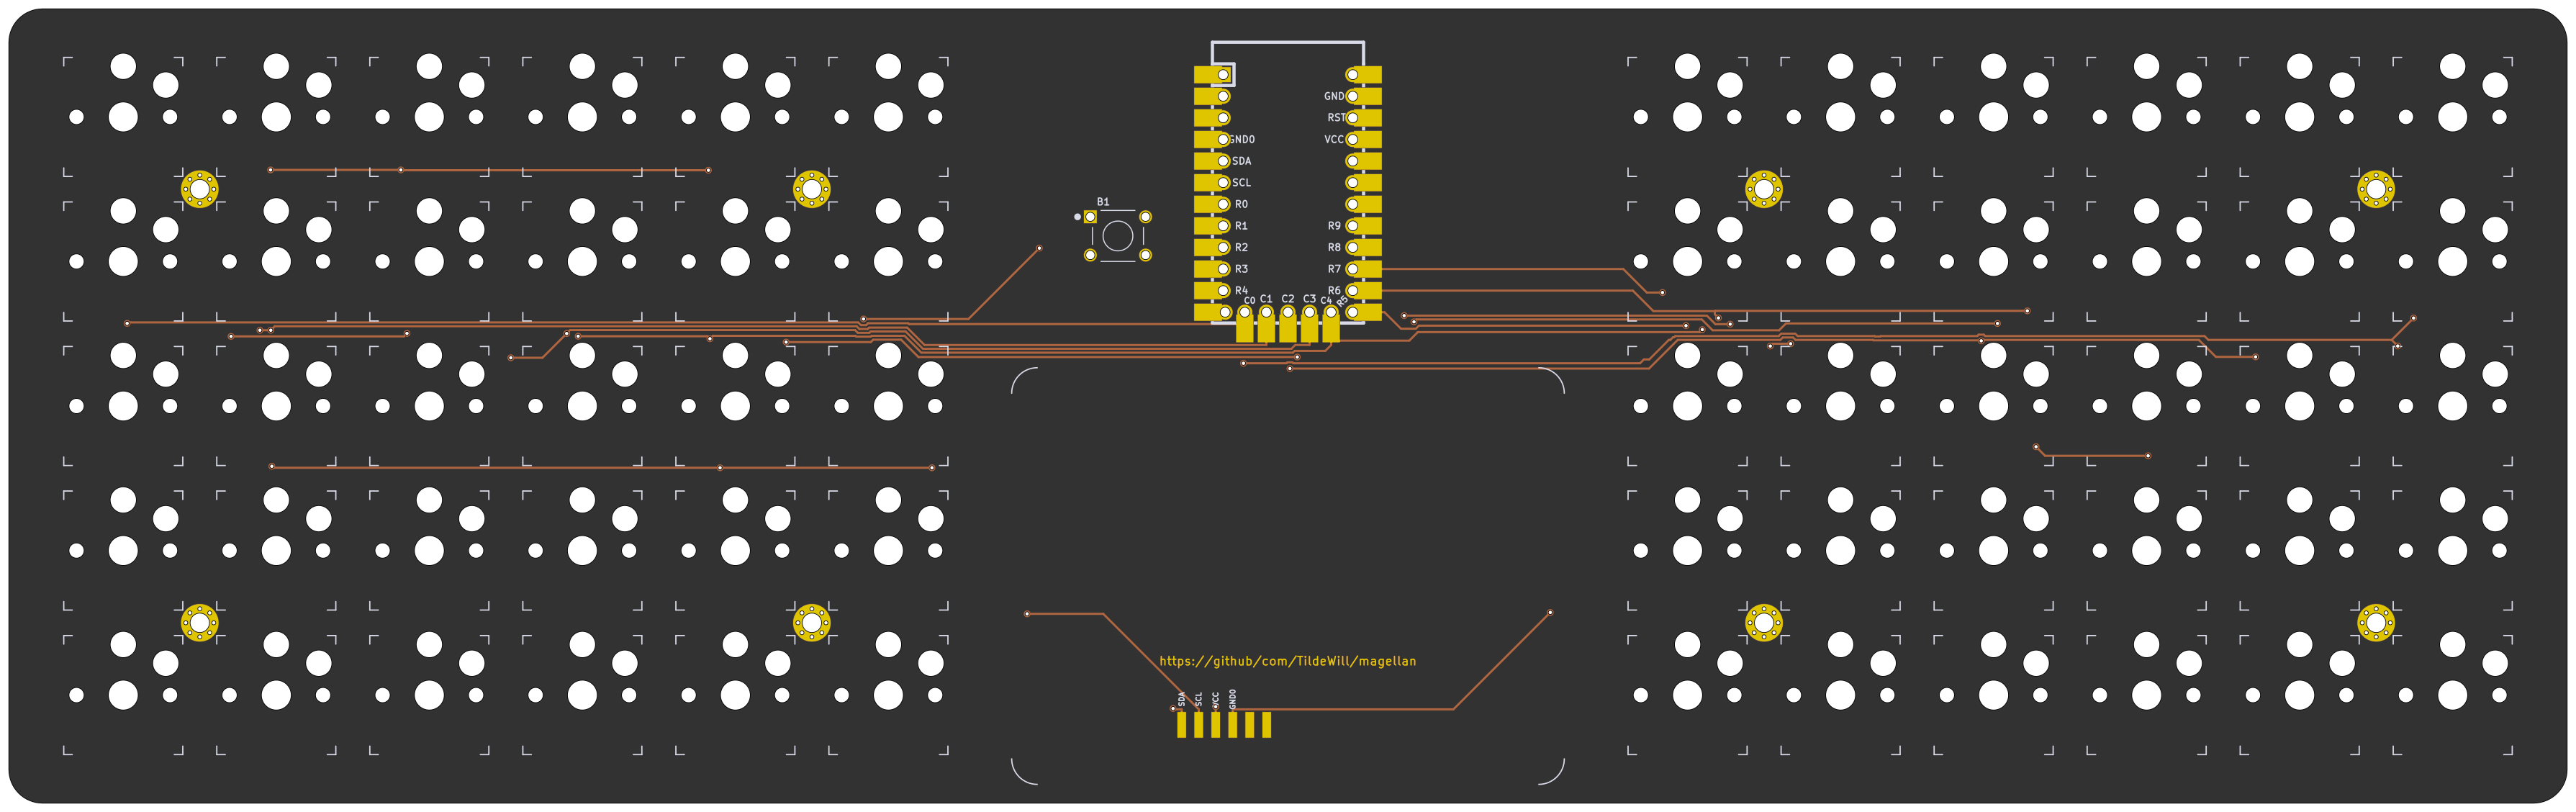 GND
RST
GND0
VCC
SDA
SCL
B1
R0
R1
R9
R2
R8
R3
R7
R4
R6
C0
C1
C2
C3
C4
R5
https://github/com/TildeWill/magellan
SDA
SCL
VCC
GND0